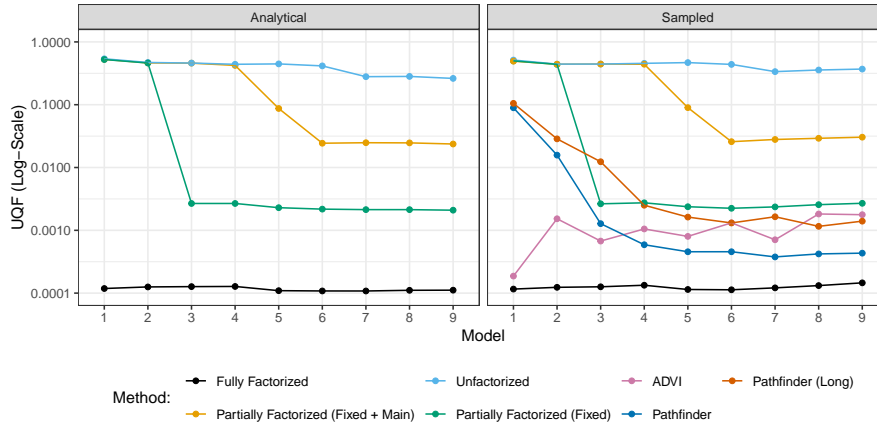 Analytical
Sampled
UQF (Log−Scale)
1.0000
0.1000
0.0100
0.0010
0.0001
1 2 3 4 5 6 7 8 9
1 2 3 4 5 6 7 8 9
Model
Method:
Fully Factorized
Unfactorized
ADVI
Pathfinder (Long)
Partially Factorized (Fixed + Main)
Partially Factorized (Fixed)
Pathfinder